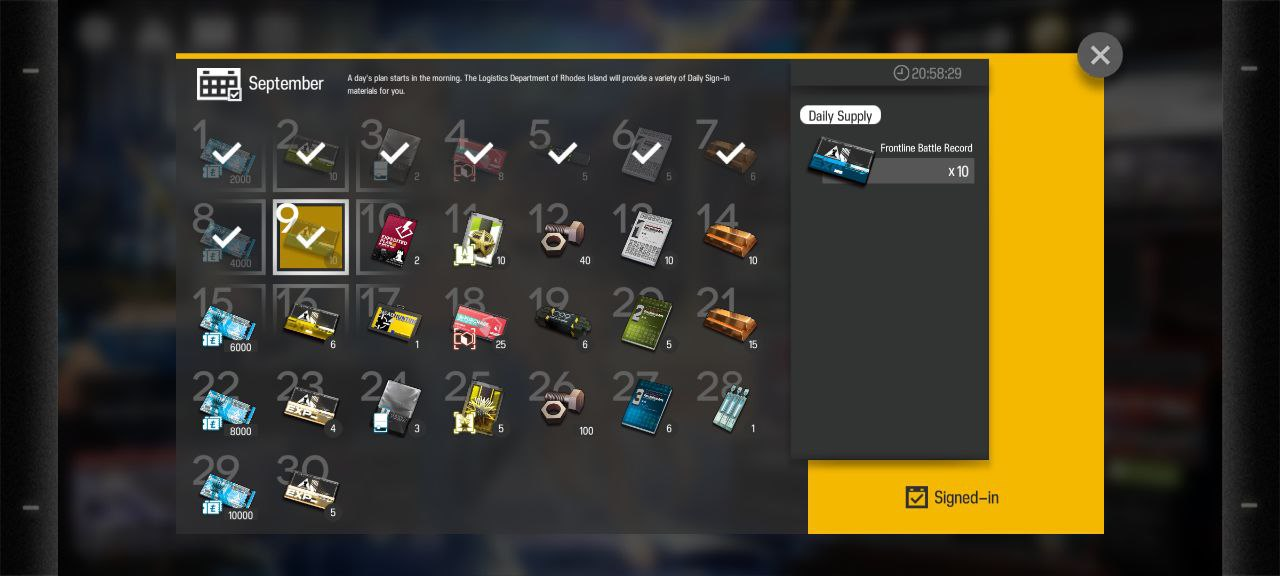 September
A day's plan starts in the morning. The Logistics Department of Rhodes Island will provide a variety of Daily Sign-in
materials for you.
20:58:29
Daily Supply
Frontline Battle Record
x 10
1 2 3 4 5 6 7
2000 10 2 8 5 5 6
8 9 10 11 12 13 14
4000 10 2 10 40 10 10
15 16 17 18 19 20 21
6000 6 1 25 6 5 15
22 23 24 25 26 27 28
8000 4 3 5 100 6 1
29 30
10000 5
Signed-in